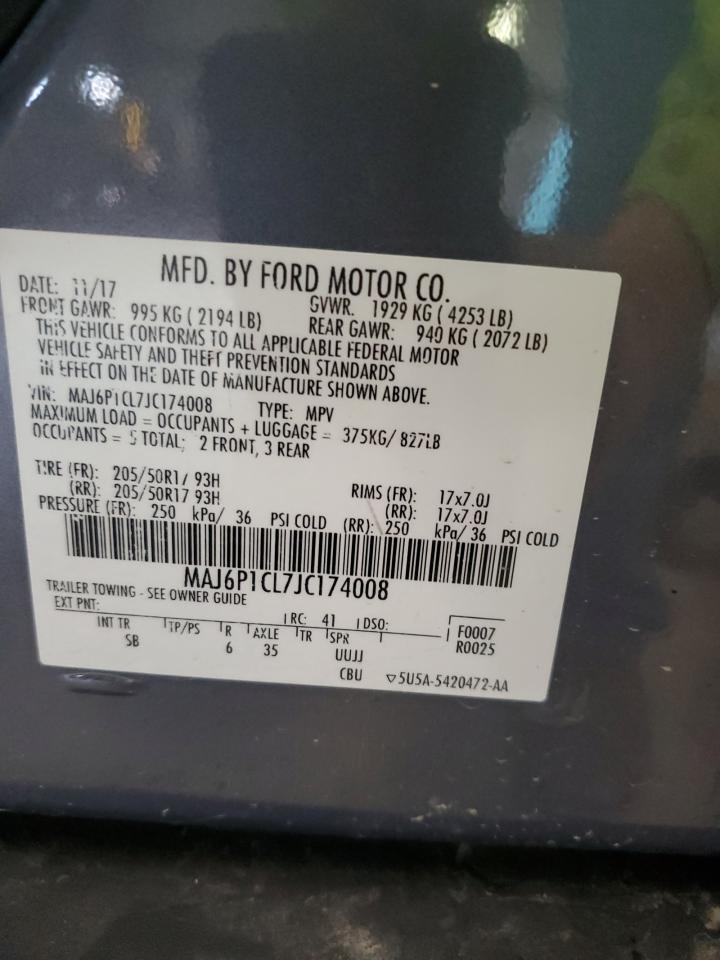 MFD. BY FORD MOTOR CO.
DATE: 11/17 GVWR. 1929 KG ( 4253 LB)
FRONT GAWR: 995 KG ( 2194 LB) REAR GAWR: 940 KG ( 2072 LB)
THIS VEHICLE CONFORMS TO ALL APPLICABLE FEDERAL MOTOR
VEHICLE SAFETY AND THEFT PREVENTION STANDARDS
IN EFFECT ON THE DATE OF MANUFACTURE SHOWN ABOVE.
VIN: MAJ6P1CL7JC174008 TYPE: MPV
MAXIMUM LOAD = OCCUPANTS + LUGGAGE = 375KG/ 827LB
OCCUPANTS = 5 TOTAL; 2 FRONT, 3 REAR
TIRE (FR): 205/50R17 93H RIMS (FR): 17x7.0J
(RR): 205/50R17 93H (RR): 17x7.0J
PRESSURE (FR): 250 kPa/ 36 PSI COLD (RR): 250 kPa/ 36 PSI COLD
MAJ6P1CL7JC174008
TRAILER TOWING - SEE OWNER GUIDE
EXT PNT: RC: 41 DSO: F0007
INT TR TP/PS R AXLE TR SPR R0025
SB 6 35 UUJJ
CBU ▽5U5A-5420472-AA